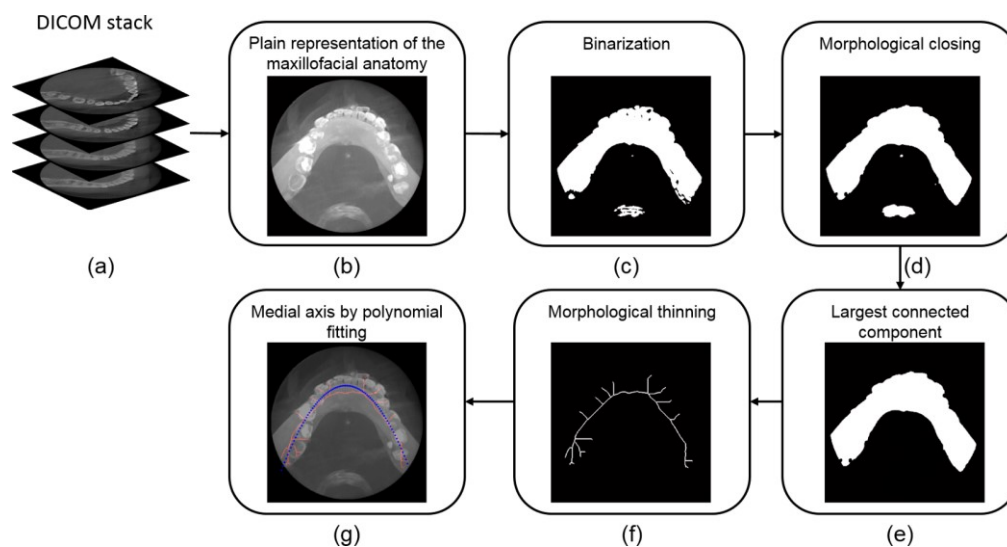 DICOM stack
(a)
Plain representation of the
maxillofacial anatomy
(b)
Binarization
(c)
Morphological closing
(d)
Largest connected
component
(e)
Morphological thinning
(f)
Medial axis by polynomial
fitting
(g)